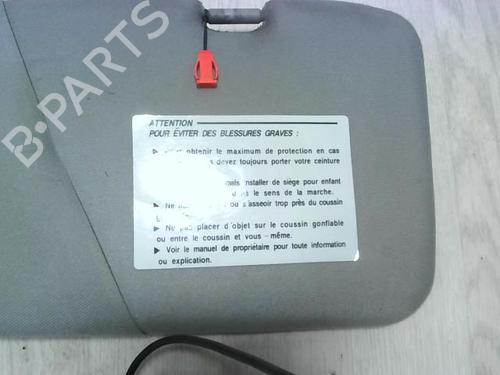 B-PARTS
ATTENTION
POUR ÉVITER DES BLESSURES GRAVES :
obtenir le maximum de protection en cas
devez toujours porter votre ceinture
installer de siège pour enfant
le sens de la marche.
s'asseoir trop près du coussin
Ne pas placer d'objet sur le coussin gonflable
ou entre le coussin et vous-même.
Voir le manuel de propriétaire pour toute information
ou explication.